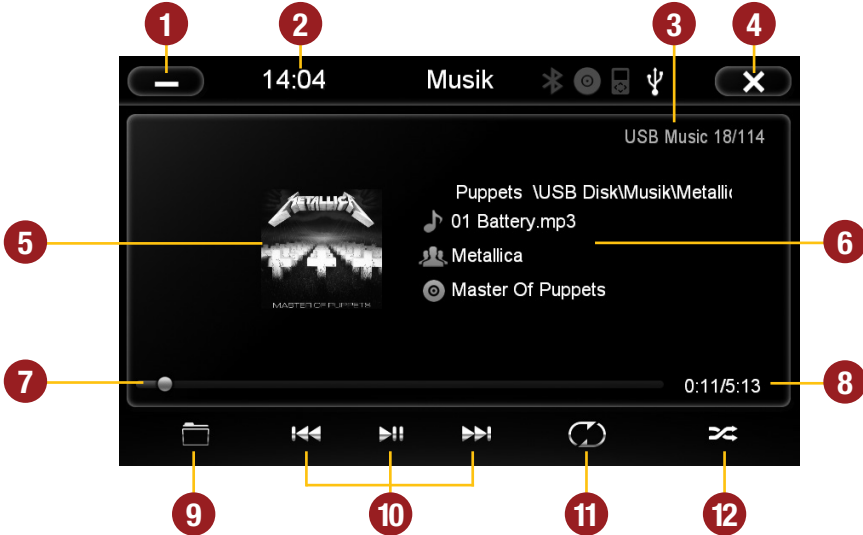 1 2 3 4
14:04 Musik
USB Music 18/114
METALLICA
MASTER OF PUPPETS
Puppets \USB Disk\Musik\Metallic
01 Battery.mp3
Metallica
Master Of Puppets
5 6
7 8
0:11/5:13
9 10 11 12